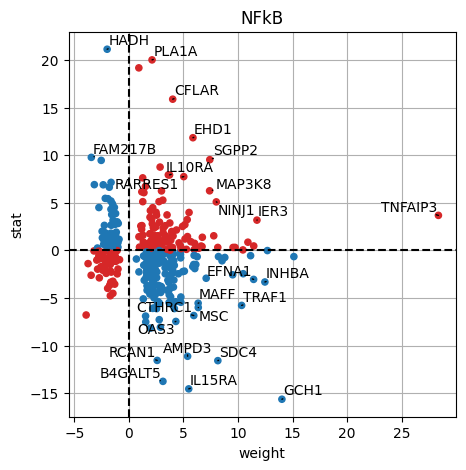 NFkB
HADH
PLA1A
CFLAR
EHD1
SGPP2
FAM217B
IL10RA
RARRES1
MAP3K8
NINJ1
IER3
TNFAIP3
EFNA1
INHBA
MAFF
TRAF1
CTHRC1
MSC
OAS3
AMPD3
RCAN1
SDC4
B4GALT5
IL15RA
GCH1
20
15
10
5
0
−5
−10
−15
stat
−5
0
5
10
15
20
25
weight